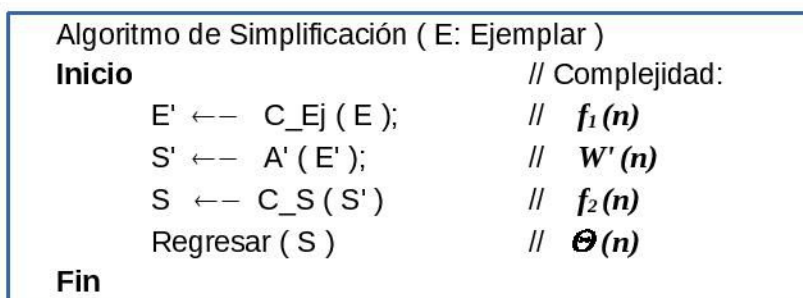 Algoritmo de Simplificación ( E: Ejemplar )
Inicio // Complejidad:
E' ←− C_Ej ( E ); // f₁(n)
S' ←− A' ( E' ); // W'(n)
S ←− C_S ( S' ) // f₂(n)
Regresar ( S ) // Θ(n)
Fin